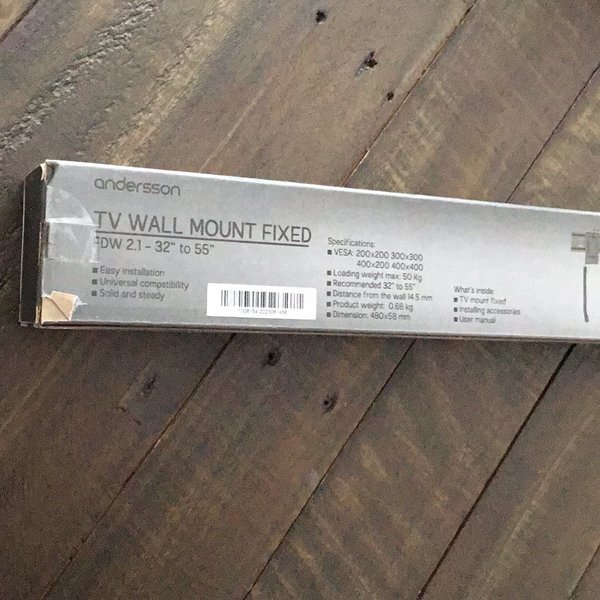 andersson
TV WALL MOUNT FIXED
FDW 2.1 - 32" to 55"
■ Easy installation
■ Universal compatibility
■ Solid and steady
Specifications:
■ VESA: 200x200 300x300
400x200 400x400
■ Loading weight max: 50 Kg
■ Recommended 32" to 55"
■ Distance from the wall 14.5 mm
■ Product weight: 0.66 kg
■ Dimension: 480x58 mm
What's inside:
■ TV mount fixed
■ Installing accessories
■ User manual